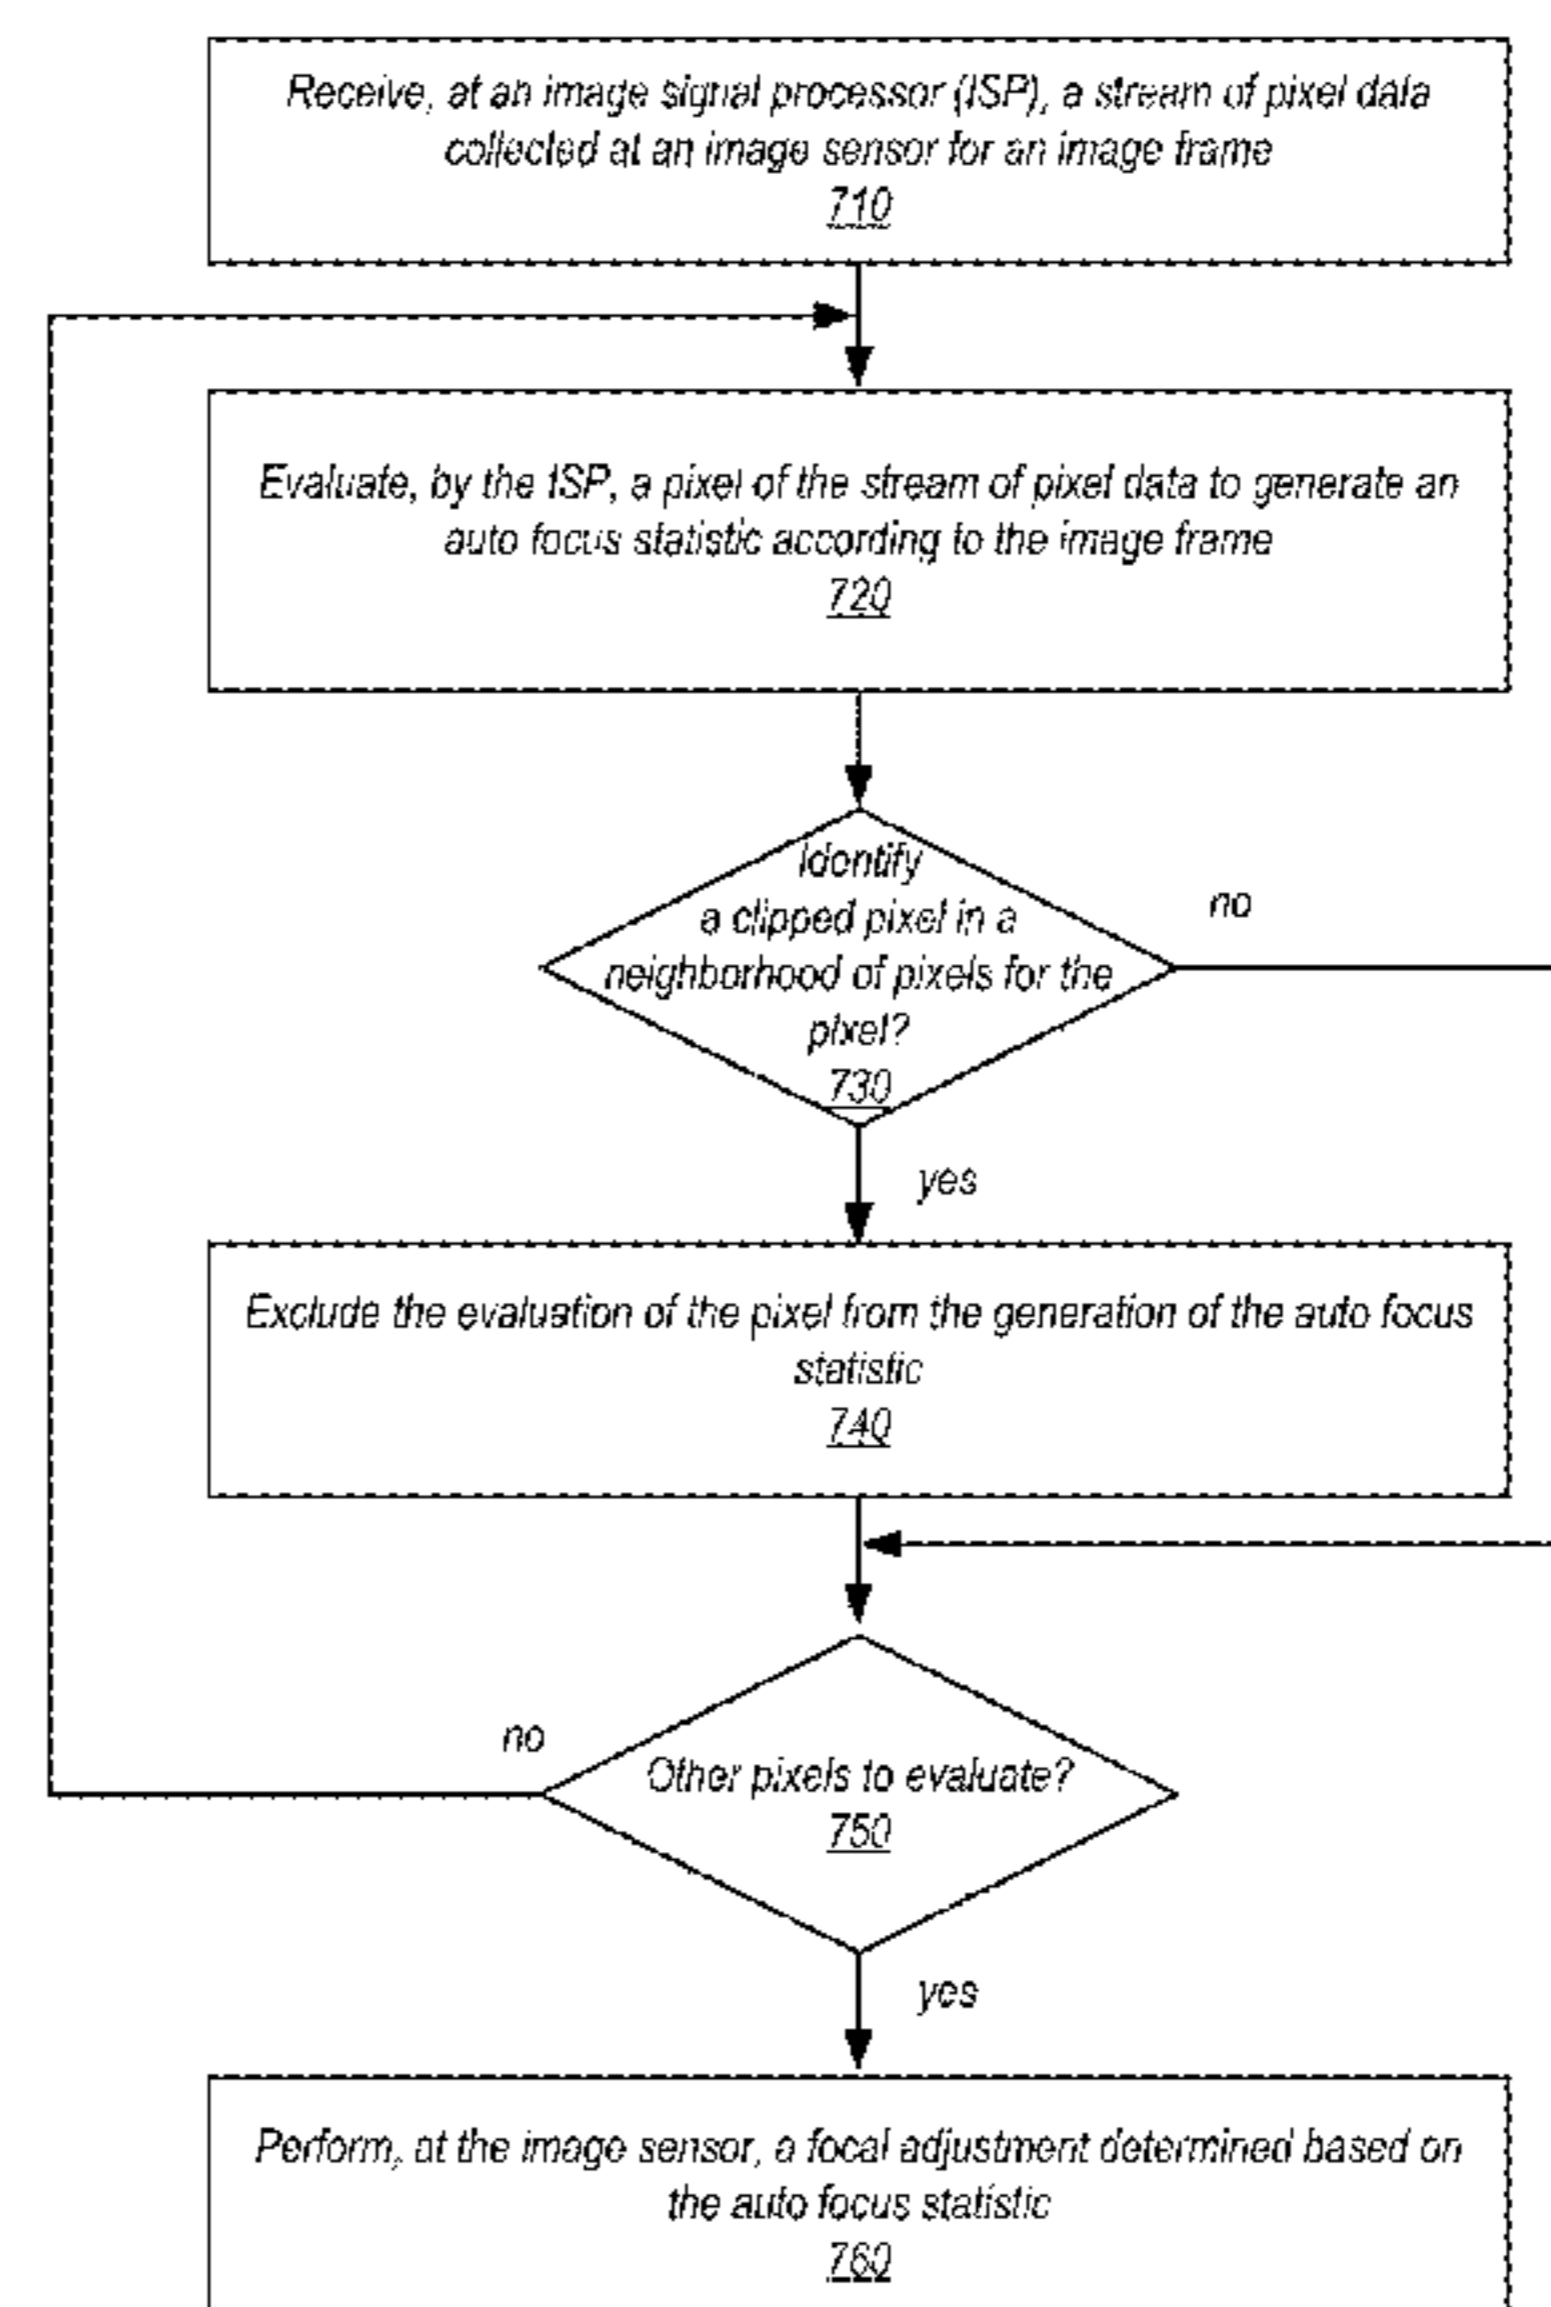 Receive, at an image signal processor (ISP), a stream of pixel data
collected at an image sensor for an image frame
710
Evaluate, by the ISP, a pixel of the stream of pixel data to generate an
auto focus statistic according to the image frame
720
Identify
a clipped pixel in a
neighborhood of pixels for the
pixel?
730
no
yes
Exclude the evaluation of the pixel from the generation of the auto focus
statistic
740
no
Other pixels to evaluate?
750
yes
Perform, at the image sensor, a focal adjustment determined based on
the auto focus statistic
760